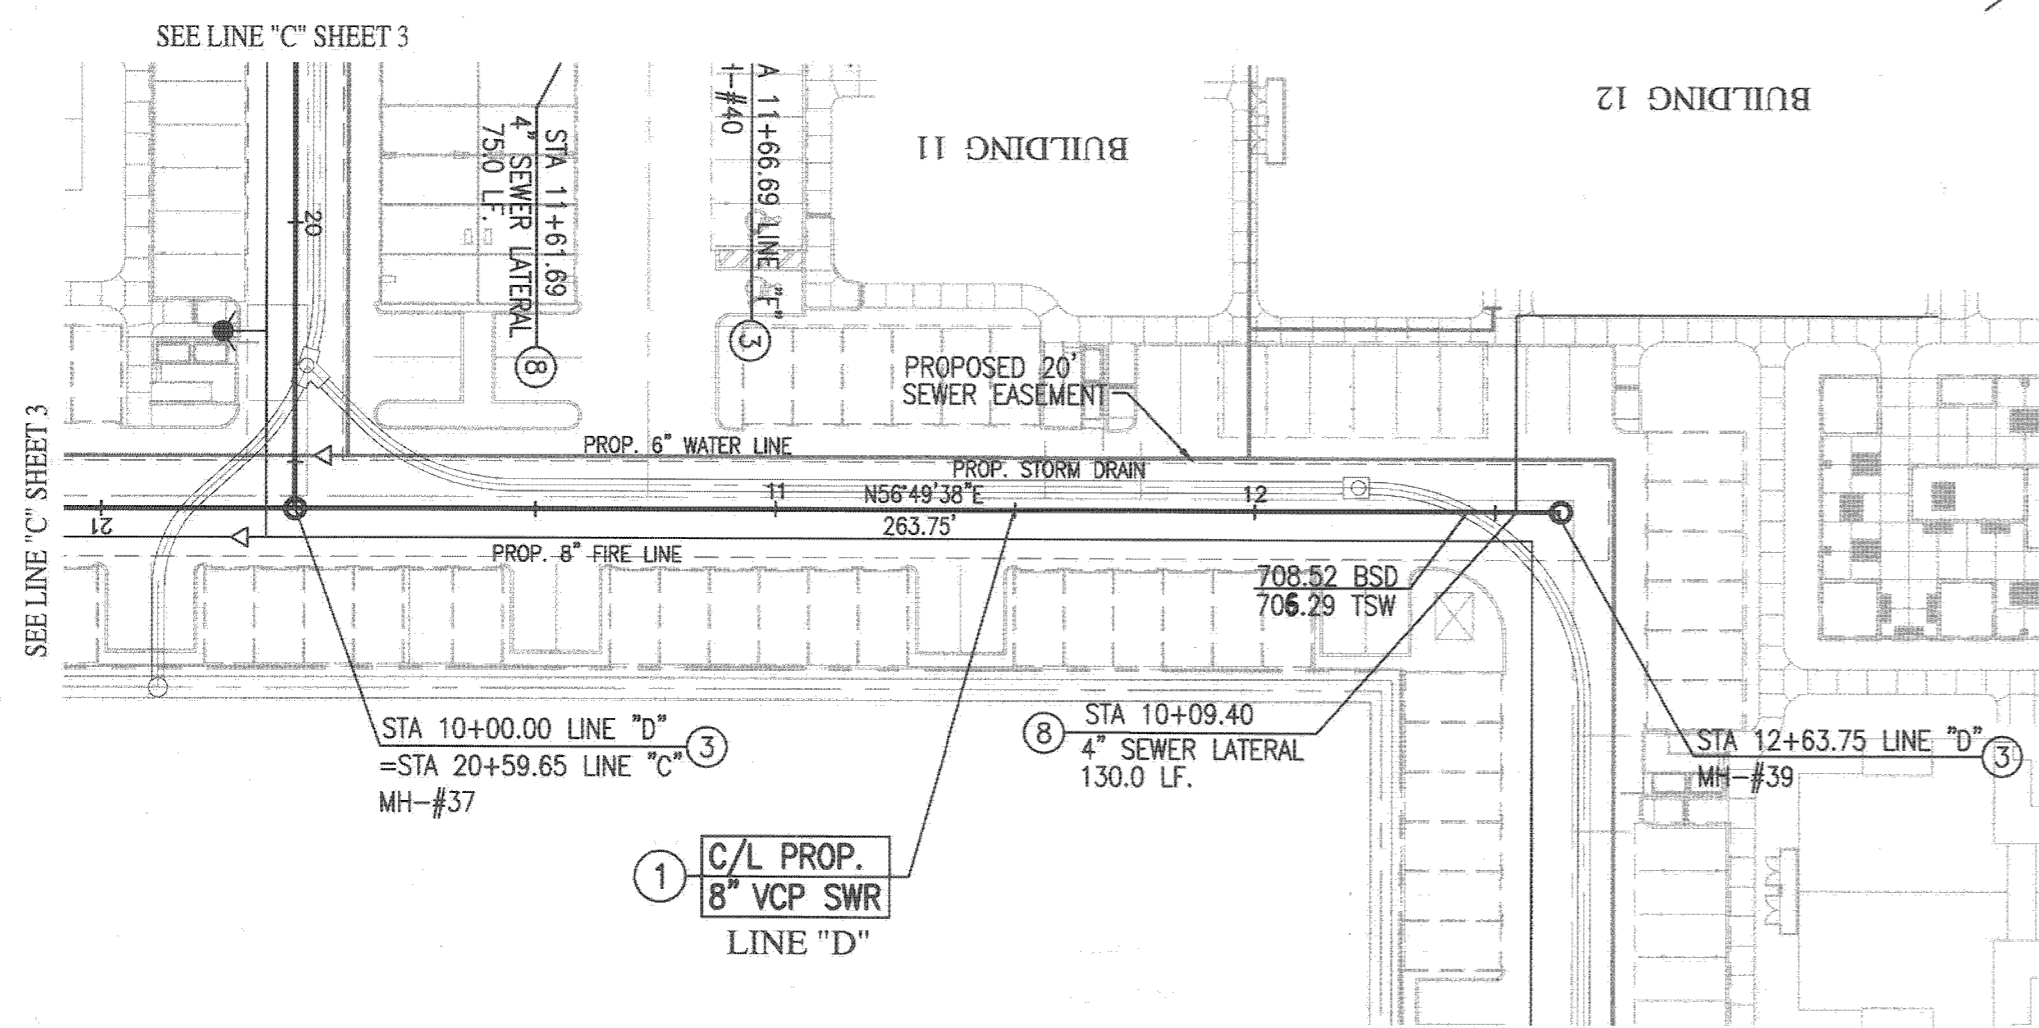 SEE LINE "C" SHEET 3
BUILDING 12
BUILDING 11
STA 11+61.69
4" SEWER LATERAL
75.0 LF.
8
A 11+66.69 LINE "F"
#40
3
20
SEE LINE "C" SHEET 3
PROPOSED 20'
SEWER EASEMENT
PROP. 6" WATER LINE
PROP. STORM DRAIN
21
11
N56°49'38"E
12
263.75'
PROP. 8" FIRE LINE
708.52 BSD
706.29 TSW
STA 10+00.00 LINE "D"
=STA 20+59.65 LINE "C"
MH-#37
3
8
STA 10+09.40
4" SEWER LATERAL
130.0 LF.
STA 12+63.75 LINE "D"
MH-#39
3
1
C/L PROP.
8" VCP SWR
LINE "D"